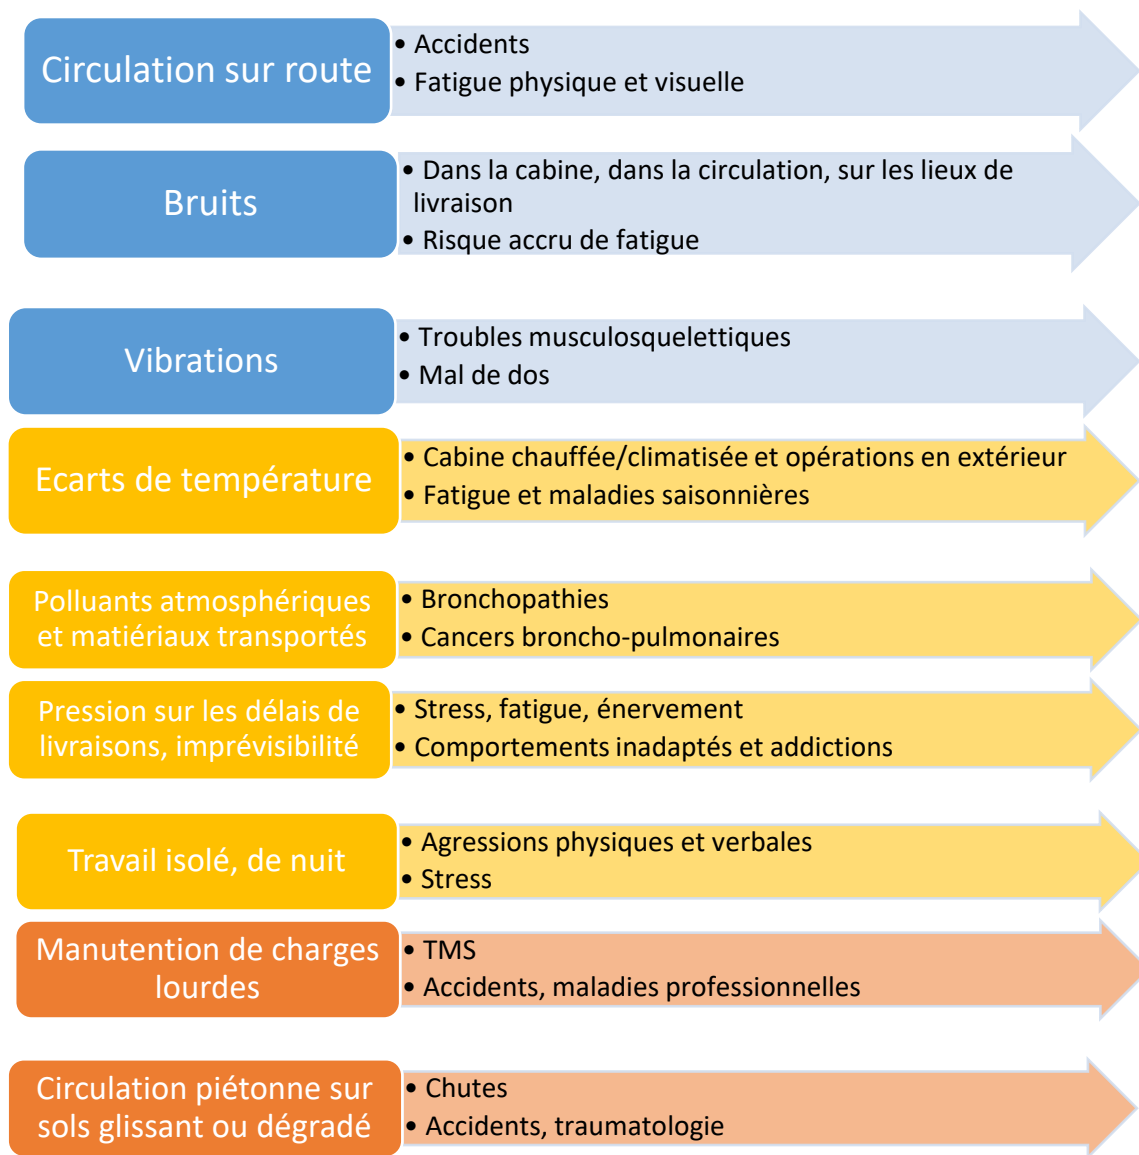 Circulation sur route
• Accidents
• Fatigue physique et visuelle
Bruits
• Dans la cabine, dans la circulation, sur les lieux de
livraison
• Risque accru de fatigue
Vibrations
• Troubles musculosquelettiques
• Mal de dos
Ecarts de température
• Cabine chauffée/climatisée et opérations en extérieur
• Fatigue et maladies saisonnières
Polluants atmosphériques
et matiériaux transportés
• Bronchopathies
• Cancers broncho-pulmonaires
Pression sur les délais de
livraisons, imprévisibilité
• Stress, fatigue, énervement
• Comportements inadaptés et addictions
Travail isolé, de nuit
• Agressions physiques et verbales
• Stress
Manutention de charges
lourdes
• TMS
• Accidents, maladies professionnelles
Circulation piétonne sur
sols glissant ou dégradé
• Chutes
• Accidents, traumatologie